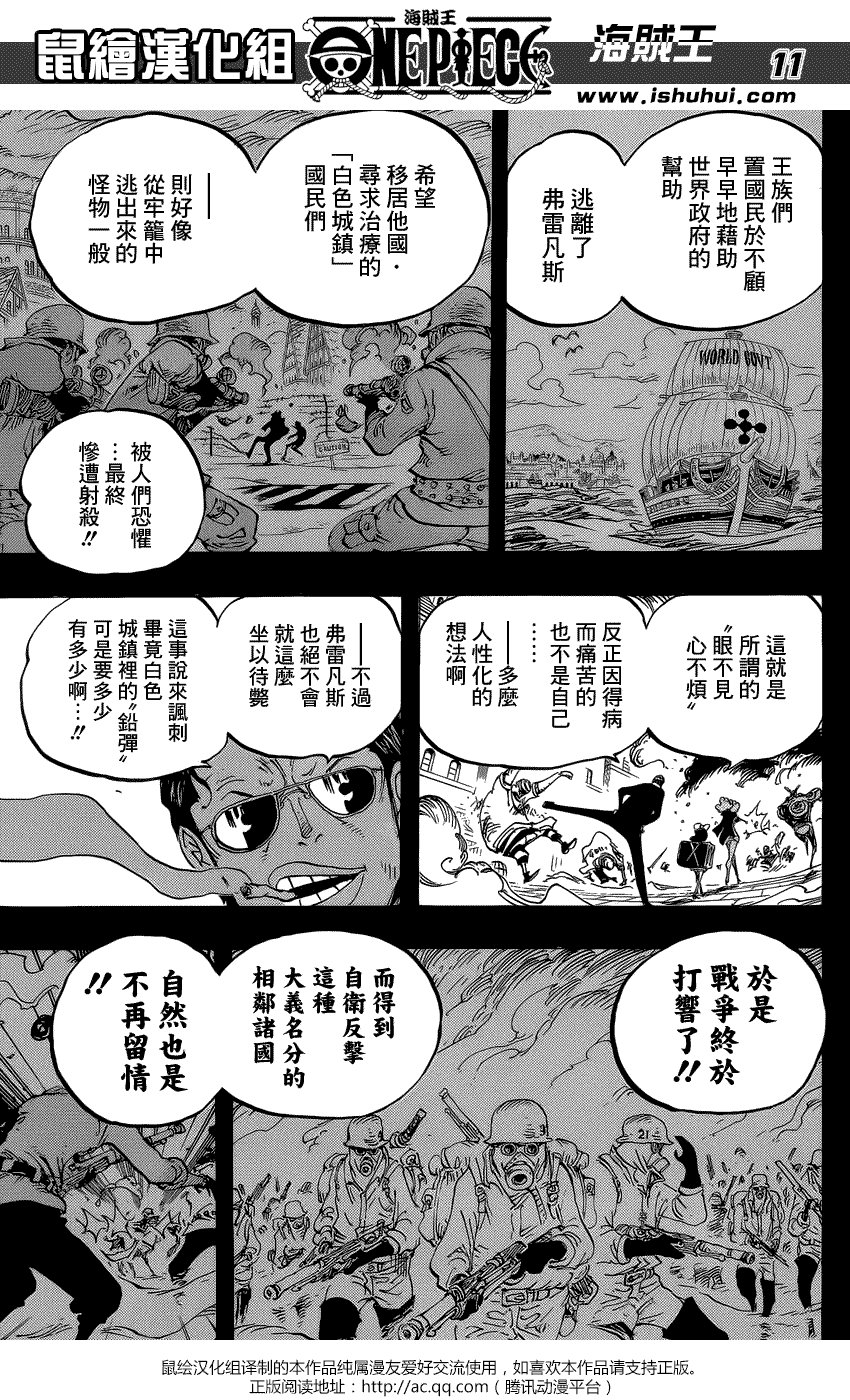 鼠繪漢化組
海賊王
ONE PIECE
海賊王
www.ishuhui.com
11
王族們
置國民於不顧
早早地藉助
世界政府的
幫助
逃離了
弗雷凡斯
WORLD GOVT
希望
移居他國·
尋求治療的
「白色城鎮」
國民們
——
則好像
從牢籠中
逃出來的
怪物一般
Caution
被人們恐懼
…最終
慘遭射殺!!
這就是
所謂的
〝眼不見
心不煩〞
反正因得病
而痛苦的
也不是自己
……
——多麼
人性化的
想法啊
——不過
弗雷凡斯
也絕不會
就這麼
坐以待斃
這事說來諷刺
畢竟白色
城鎮裡的〝鉛彈〞
可是要多少
有多少啊…!!
於是
戰爭終於
打響了!!
而得到
自衛反擊
這種
大義名分的
相鄰諸國
自然也是
不再留情
!!
3
21
鼠绘汉化组译制的本作品纯属漫友爱好交流使用，如喜欢本作品请支持正版。
正版阅读地址：http://ac.qq.com（腾讯动漫平台）